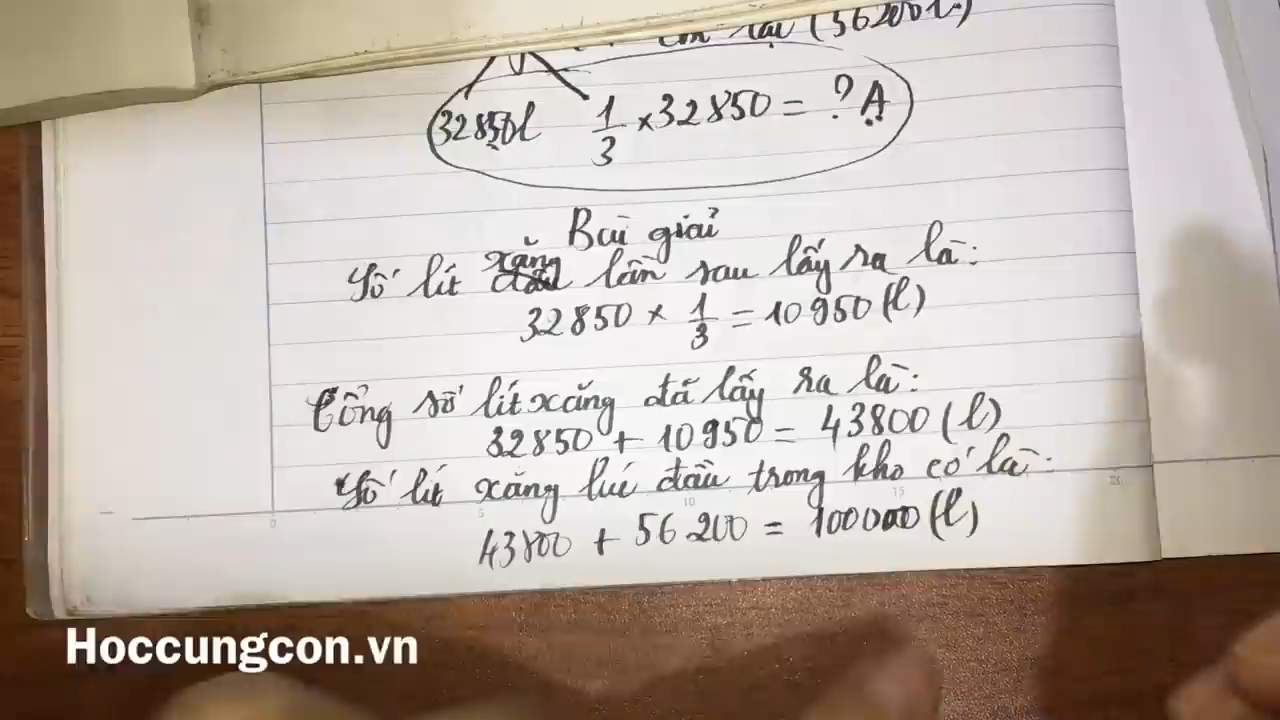 lại (56200l)
32850l 1/3 × 32850 = ? A
Bài giải
Số lít xăng lần sau lấy ra là:
32850 × 1/3 = 10950 (l)
Tổng số lít xăng đã lấy ra là:
32850 + 10950 = 43800 (l)
Số lít xăng lúc đầu trong kho có là:
43800 + 56200 = 100000 (l)
Hoccungcon.vn